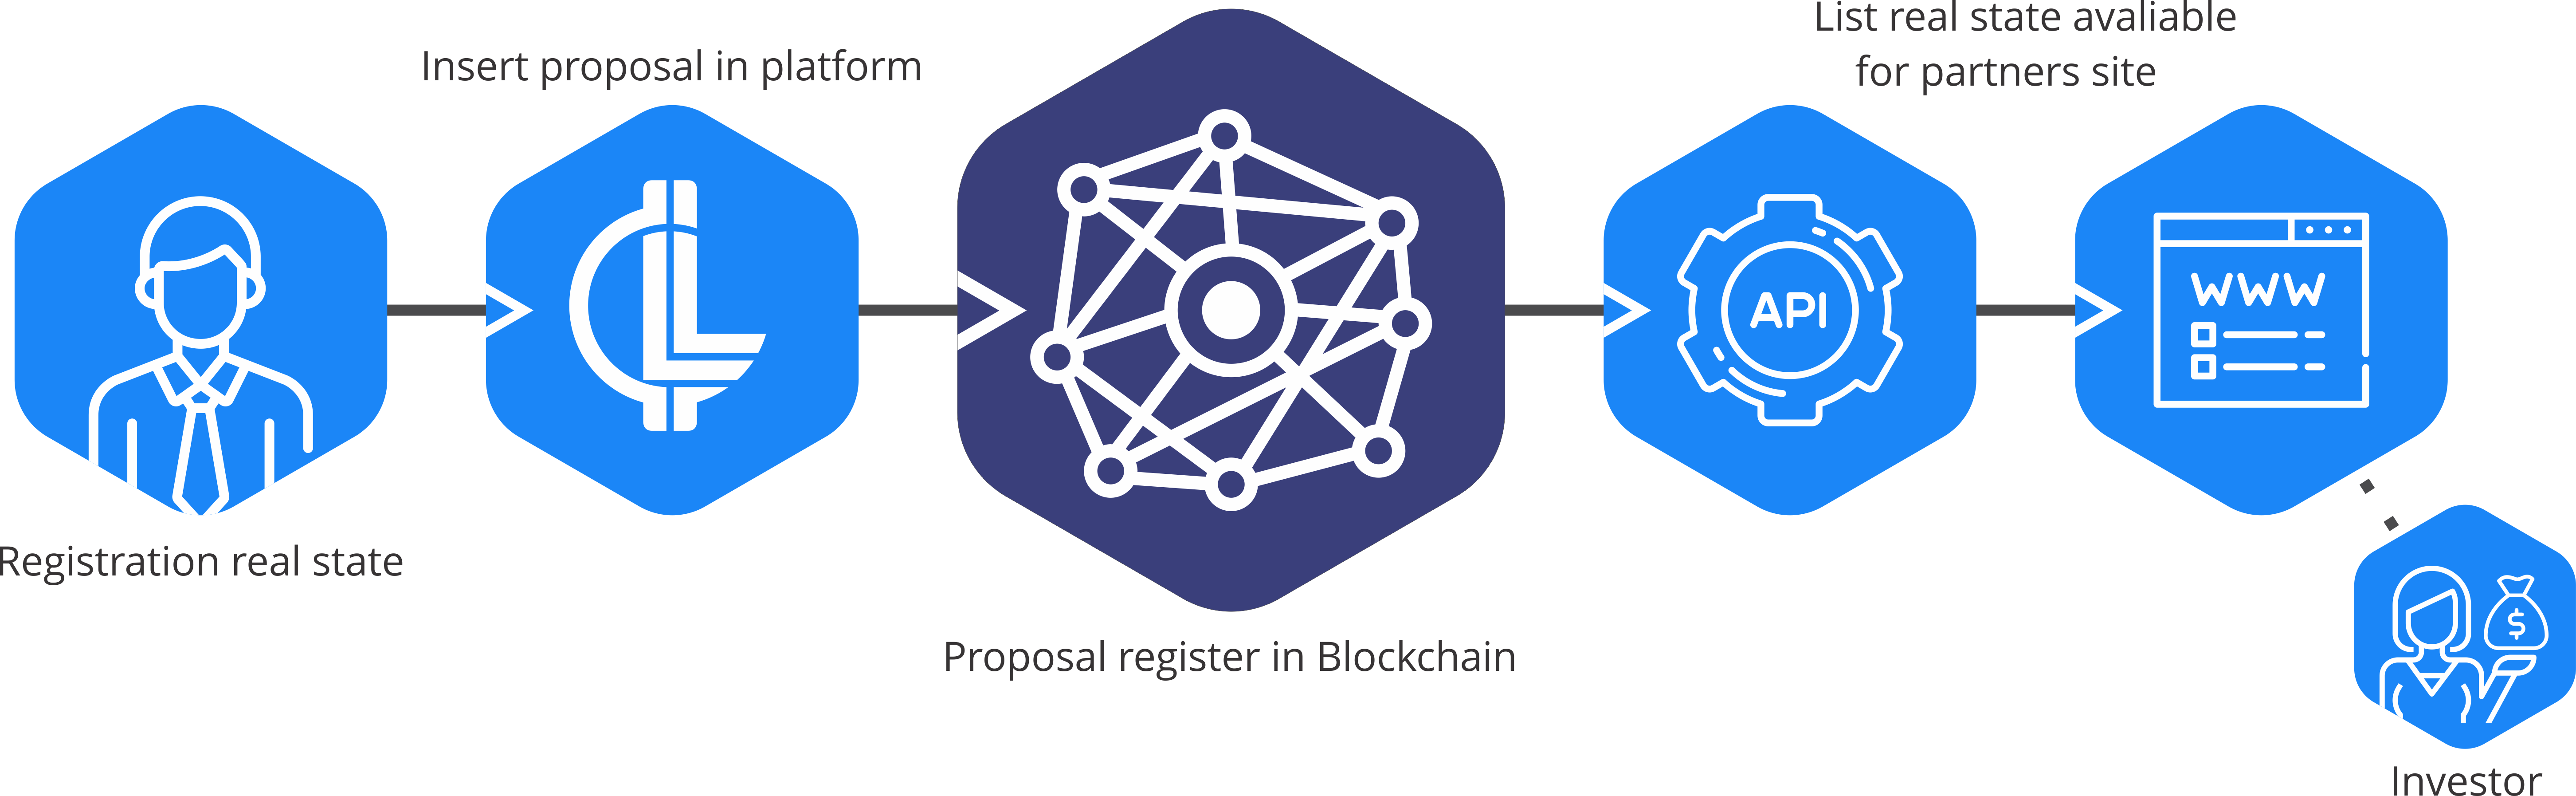 Registration real state
Insert proposal in platform
Proposal register in Blockchain
API
List real state avaliable
for partners site
WWW
$
Investor